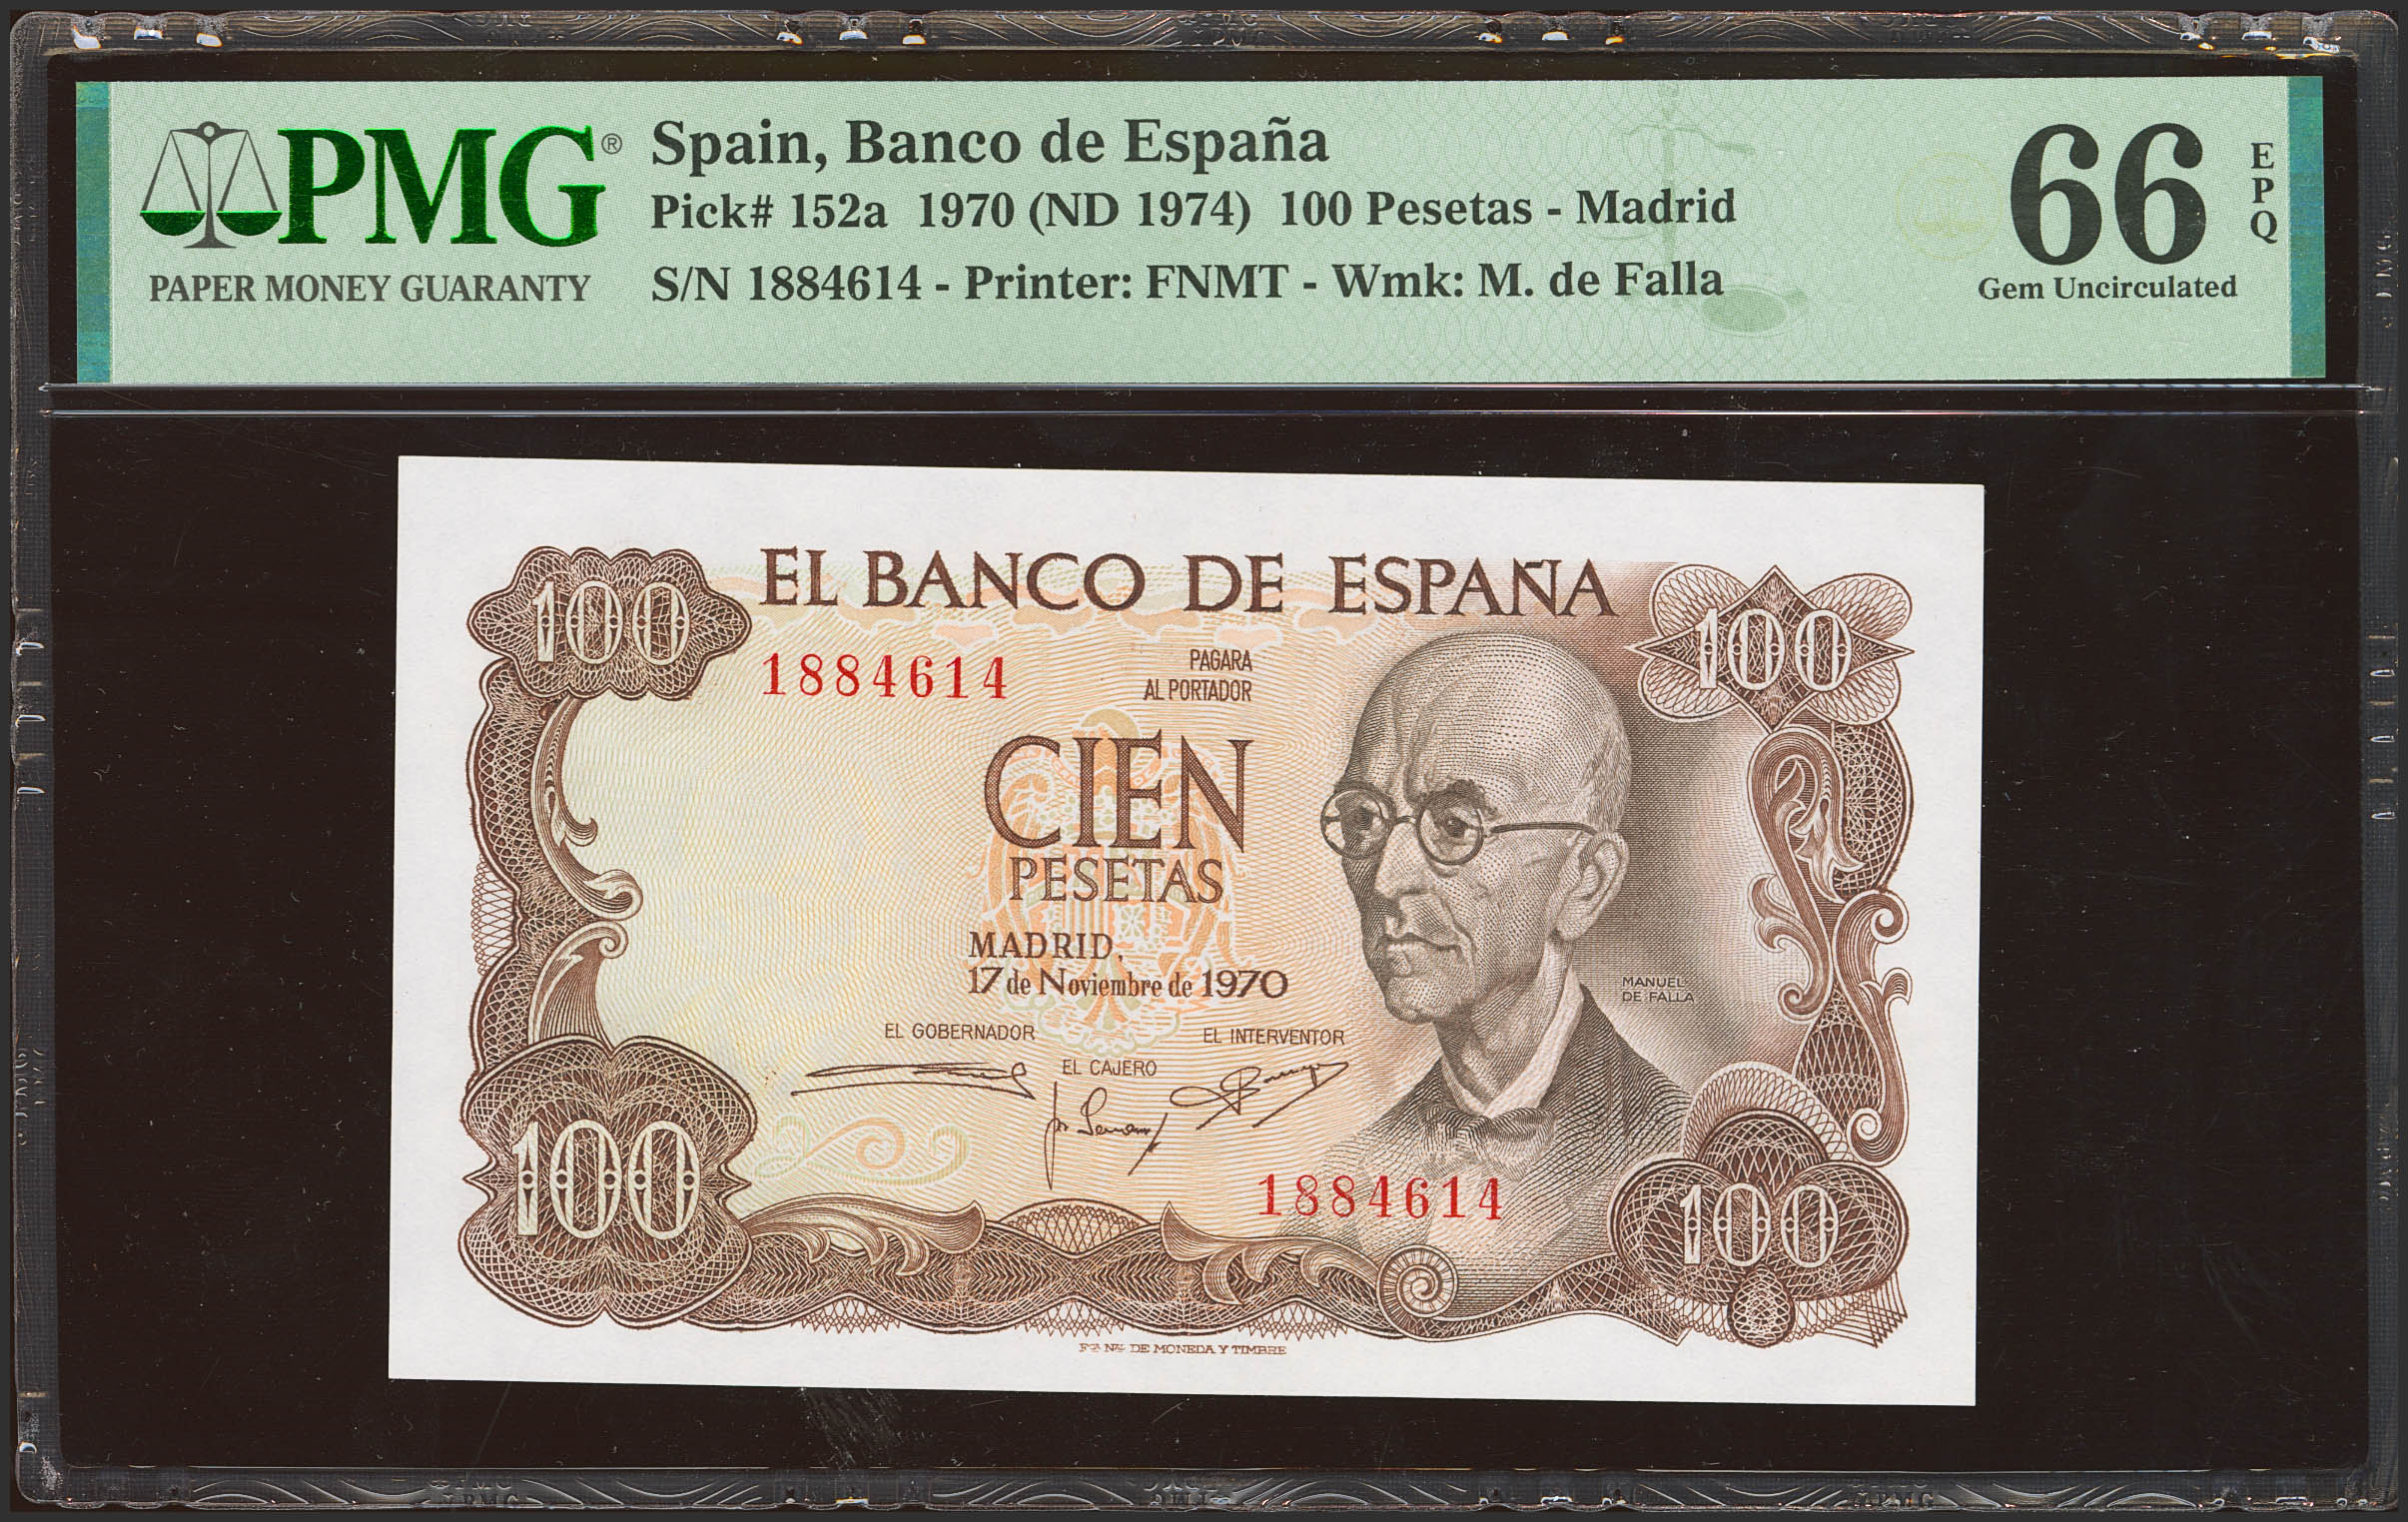 PMG®
PAPER MONEY GUARANTY
Spain, Banco de España
Pick# 152a 1970 (ND 1974) 100 Pesetas - Madrid
S/N 1884614 - Printer: FNMT - Wmk: M. de Falla
66
EPQ
Gem Uncirculated
100
EL BANCO DE ESPAÑA
100
1884614
PAGARA
AL PORTADOR
CIEN
PESETAS
MADRID,
17 de Noviembre de 1970
MANUEL
DE FALLA
EL GOBERNADOR
EL INTERVENTOR
EL CAJERO
100
1884614
100
Fª Nª DE MONEDA Y TIMBRE